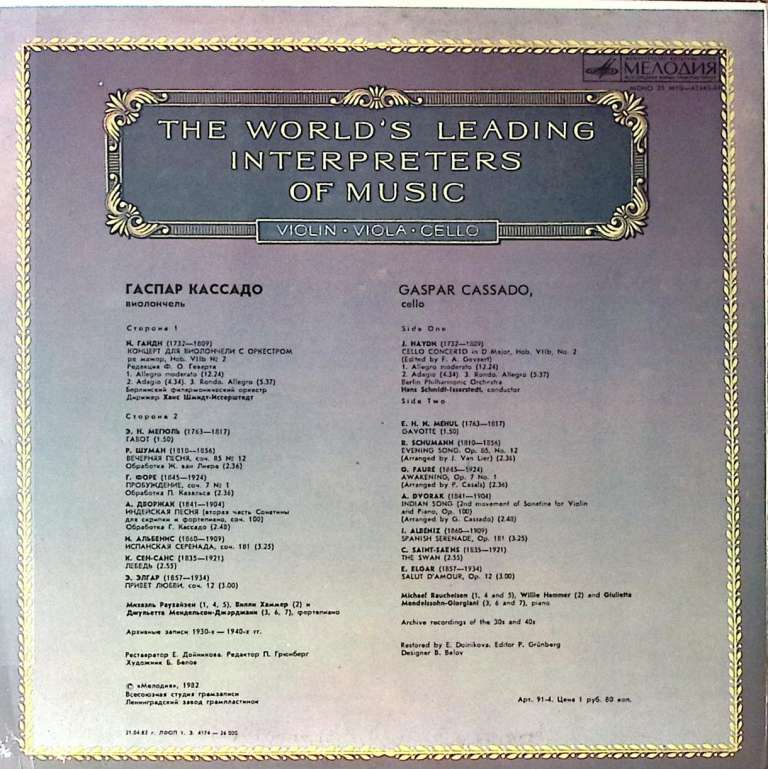 МЕЛОДИЯ
THE WORLD'S LEADING
INTERPRETERS
OF MUSIC
VIOLIN · VIOLA · CELLO
ГАСПАР КАССАДО
виолончель
Сторона 1
И. ГАЙДН (1732—1809)
КОНЦЕРТ ДЛЯ ВИОЛОНЧЕЛИ С ОРКЕСТРОМ
ре мажор, Hob. VIIb № 2
Редакция Ф. О. Геварта
1. Allegro moderato (12.24)
2. Adagio (4.34). 3. Rondo. Allegro (5.37)
Берлинский филармонический оркестр
Дирижер Ханс Шмидт-Иссерштедт
Сторона 2
Э. Н. МЕГЮЛЬ (1763—1817)
ГАВОТ (1.50)
Р. ШУМАН (1810—1856)
ВЕЧЕРНЯЯ ПЕСНЯ, соч. 85 № 12
Обработка Ж. ван Лиера (2.36)
Г. ФОРЕ (1845—1924)
ПРОБУЖДЕНИЕ, соч. 7 № 1
Обработка П. Казальса (2.36)
А. ДВОРЖАК (1841—1904)
ИНДЕЙСКАЯ ПЕСНЯ (вторая часть Сонатины
для скрипки и фортепиано, соч. 100)
Обработка Г. Кассадо (2.48)
И. АЛЬБЕНИС (1860—1909)
ИСПАНСКАЯ СЕРЕНАДА, соч. 181 (3.25)
К. СЕН-САНС (1835—1921)
ЛЕБЕДЬ (2.55)
Э. ЭЛГАР (1857—1934)
ПРИВЕТ ЛЮБВИ, соч. 12 (3.00)
Михаэль Раухайзен (1, 4, 5), Вилли Хаммер (2) и
Джульетта Мендельсон-Джорджиани (3, 6, 7), фортепиано
Архивные записи 1930-х — 1940-х гг.
Реставратор Е. Дойникова. Редактор П. Грюнберг
Художник Б. Белов
© «Мелодия», 1982
Всесоюзная студия грамзаписи
Ленинградский завод грампластинок
21.04.82 г. ЛФОП 1. З. 4174 — 26 000
GASPAR CASSADO,
cello
Side One
J. HAYDN (1732—1809)
CELLO CONCERTO in D Major, Hob. VIIb, No. 2
(Edited by F. A. Gevaert)
1. Allegro moderato (12.24)
2. Adagio (4.34) 3. Rondo. Allegro (5.37)
Berlin Philharmonic Orchestra
Hans Schmidt-Isserstedt, conductor
Side Two
E. H. N. MEHUL (1763—1817)
GAVOTTE (1.50)
R. SCHUMANN (1810—1856)
EVENING SONG, Op. 85, No. 12
(Arranged by J. Van Lier) (2.36)
G. FAURE (1845—1924)
AWAKENING, Op. 7 No. 1
(Arranged by P. Casals) (2.36)
A. DVORAK (1841—1904)
INDIAN SONG (2nd movement of Sonatina for Violin
and Piano, Op. 100)
(Arranged by G. Cassado) (2.48)
I. ALBÉNIZ (1860—1909)
SPANISH SERENADE, Op. 181 (3.25)
C. SAINT-SAENS (1835—1921)
THE SWAN (2.55)
E. ELGAR (1857—1934)
SALUT D'AMOUR, Op. 12 (3.00)
Michael Raucheisen (1, 4 and 5), Willie Hammer (2) and Giulietta
Mendelssohn-Giorgiani (3, 6 and 7), piano
Archive recordings of the 30s and 40s
Restored by E. Doinikova. Editor P. Grünberg
Designer B. Belov
Арт. 91-4. Цена 1 руб. 80 коп.